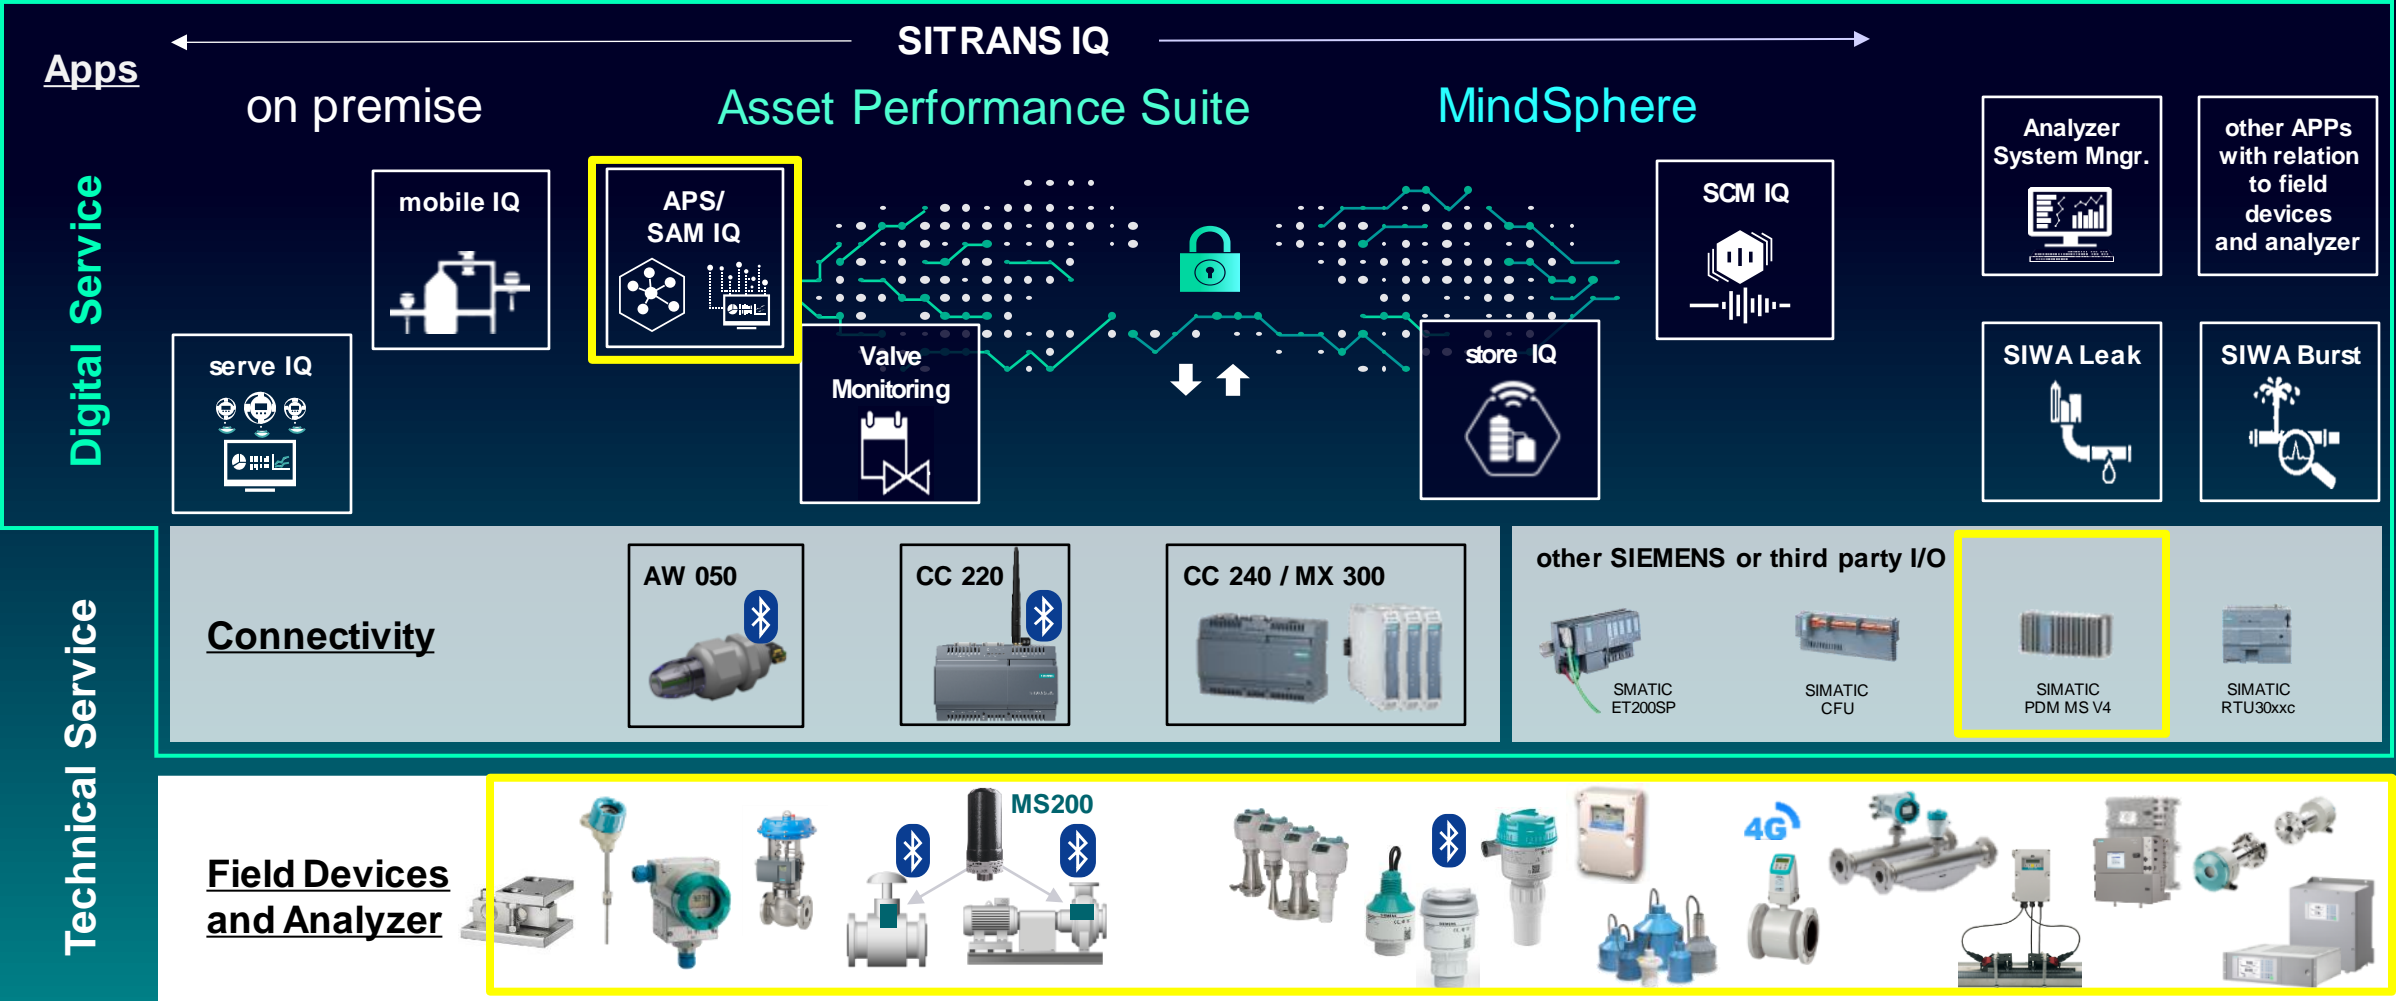 SITRANS IQ
Apps
on premise
Asset Performance Suite
MindSphere
Digital Service
serve IQ
mobile IQ
APS/
SAM IQ
Valve
Monitoring
store IQ
SCM IQ
Analyzer
System Mngr.
other APPs
with relation
to field
devices
and analyzer
SIWA Leak
SIWA Burst
Technical Service
Connectivity
AW 050
CC 220
CC 240 / MX 300
other SIEMENS or third party I/O
SMATIC
ET200SP
SIMATIC
CFU
SIMATIC
PDM MS V4
SIMATIC
RTU30xxc
Field Devices
and Analyzer
MS200
4G